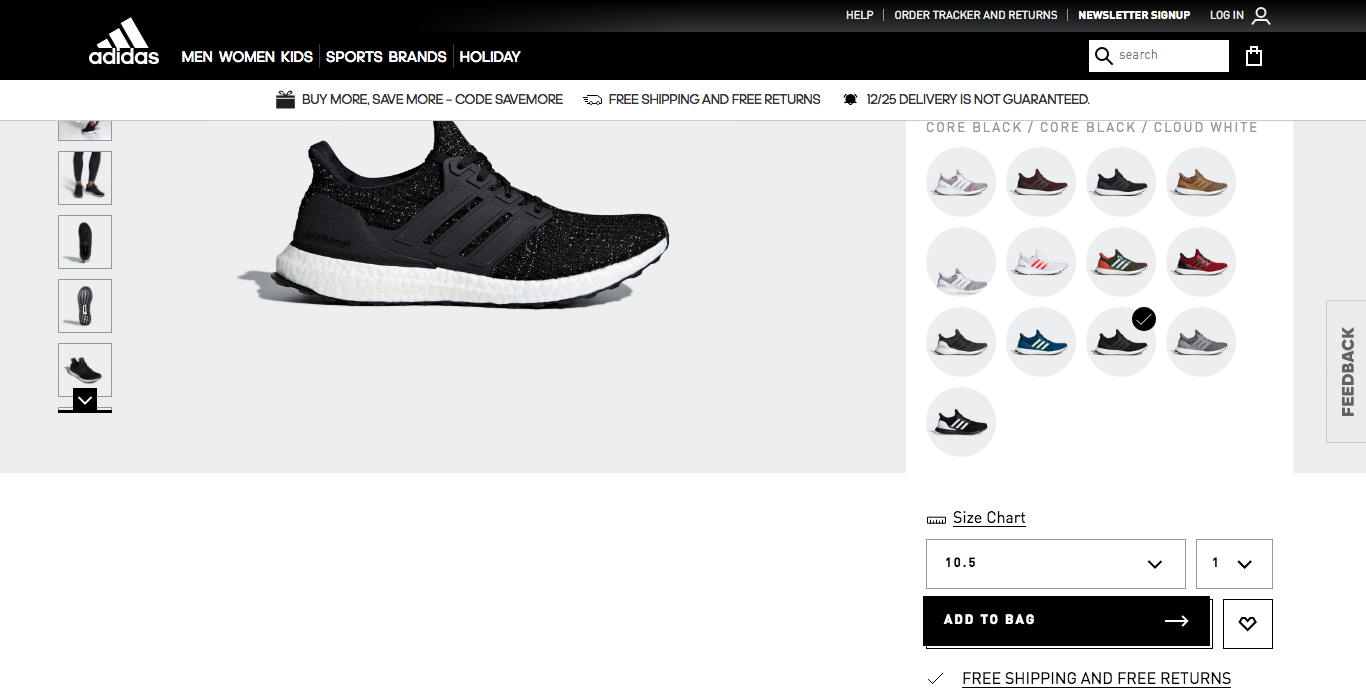 HELP
ORDER TRACKER AND RETURNS
NEWSLETTER SIGNUP
LOG IN
adidas
MEN WOMEN KIDS SPORTS BRANDS HOLIDAY
search
BUY MORE, SAVE MORE – CODE SAVEMORE
FREE SHIPPING AND FREE RETURNS
12/25 DELIVERY IS NOT GUARANTEED.
CORE BLACK / CORE BLACK / CLOUD WHITE
FEEDBACK
Size Chart
10.5
1
ADD TO BAG
FREE SHIPPING AND FREE RETURNS